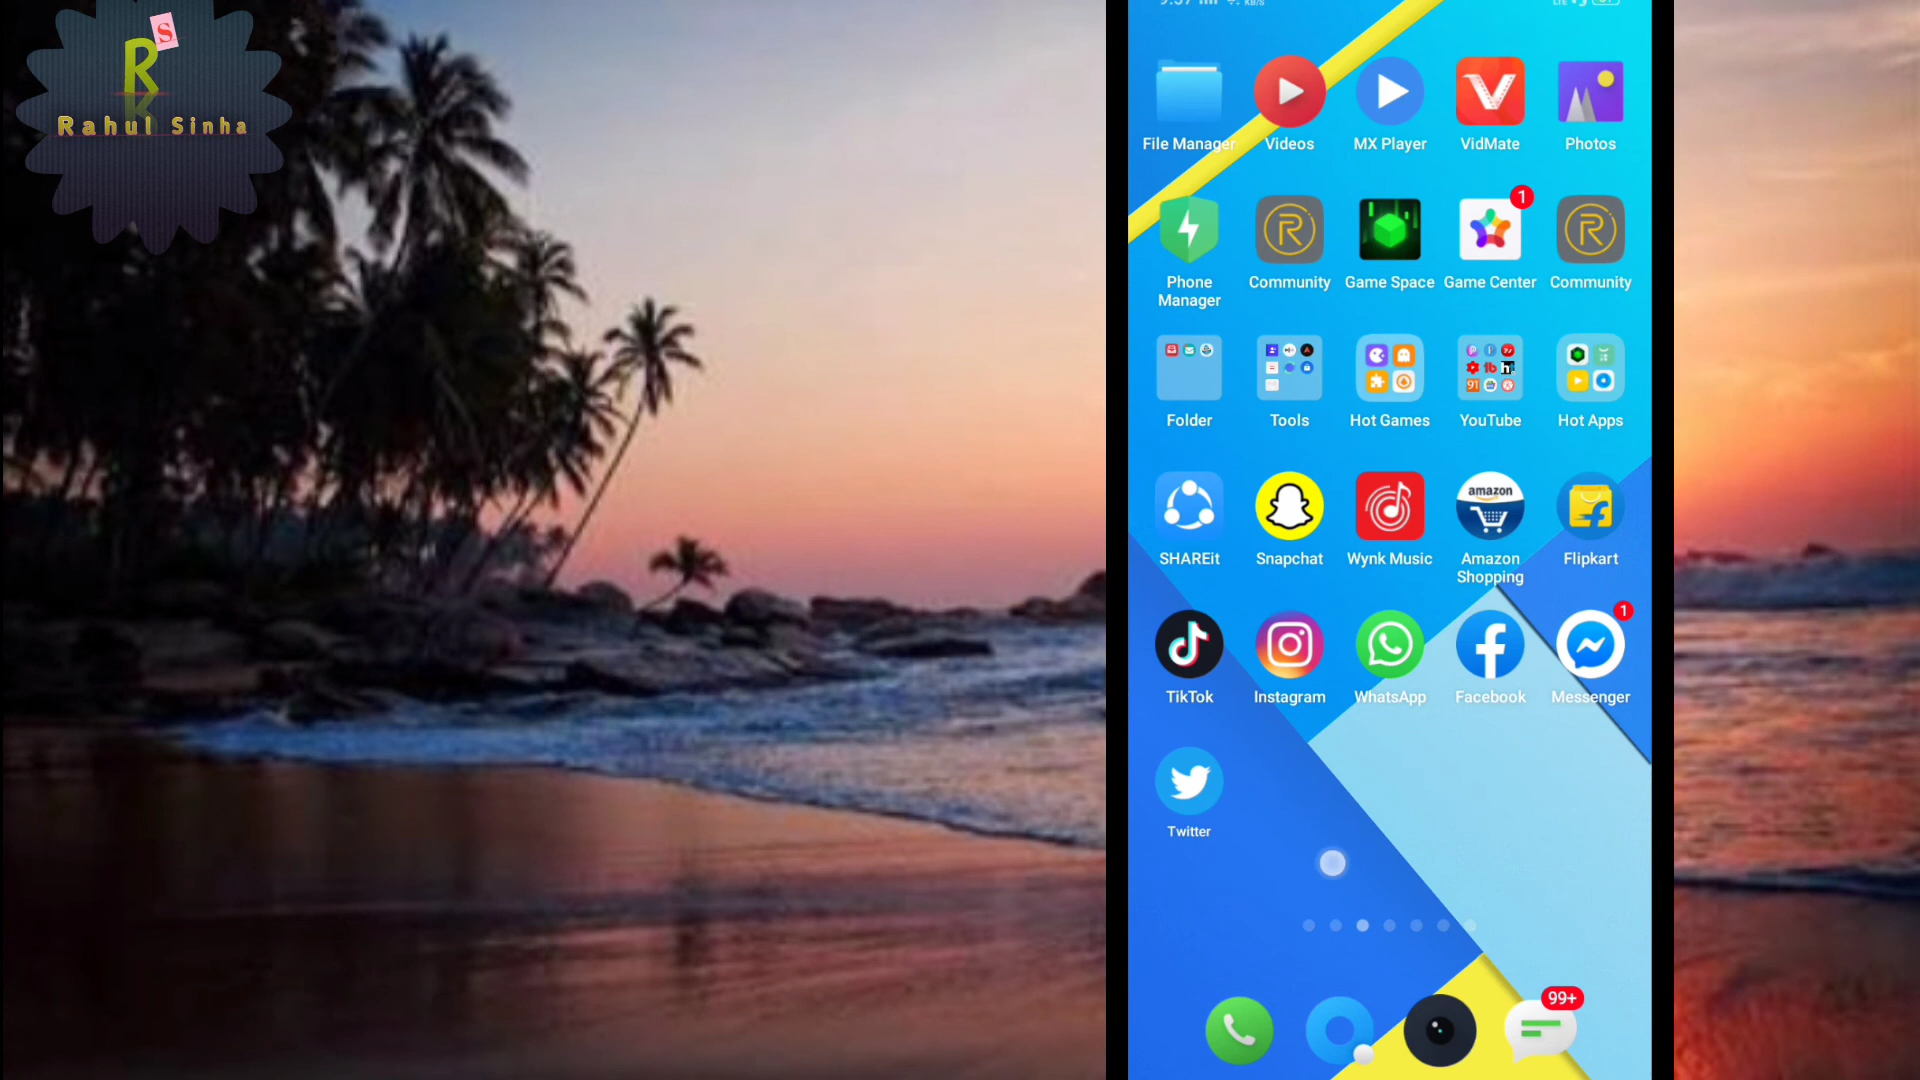 S
R
Rahul Sinha
File Manager
Videos
MX Player
VidMate
Photos
1
Phone
Manager
Community
Game Space
Game Center
Community
Folder
Tools
Hot Games
YouTube
Hot Apps
amazon
SHAREit
Snapchat
Wynk Music
Amazon
Shopping
Flipkart
1
TikTok
Instagram
WhatsApp
Facebook
Messenger
Twitter
99+